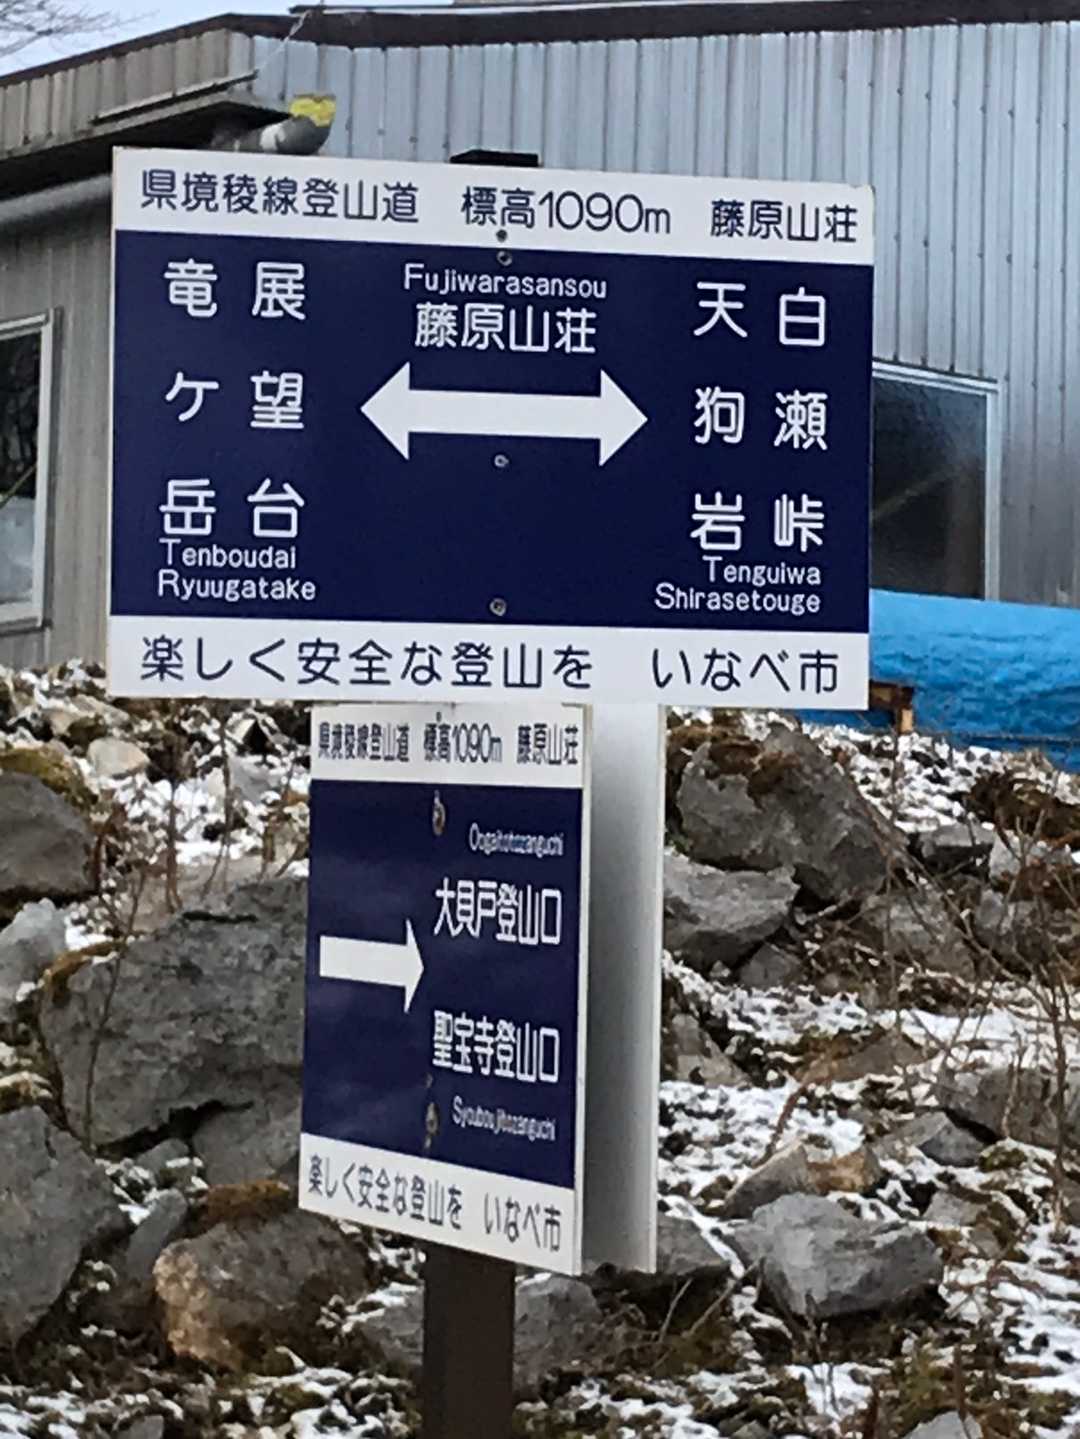 県境稜線登山道 標高1090m 藤原山荘
展望台
竜ヶ岳
Tenboudai
Ryuugatake
Fujiwarasansou
藤原山荘
白瀬峠
天狗岩
Tenguiwa
Shirasetouge
楽しく安全な登山を いなべ市
県境稜線登山道 標高1090m 藤原山荘
Oogaitotozanguchi
大貝戸登山口
聖宝寺登山口
Syouboujitozanguchi
楽しく安全な登山を いなべ市